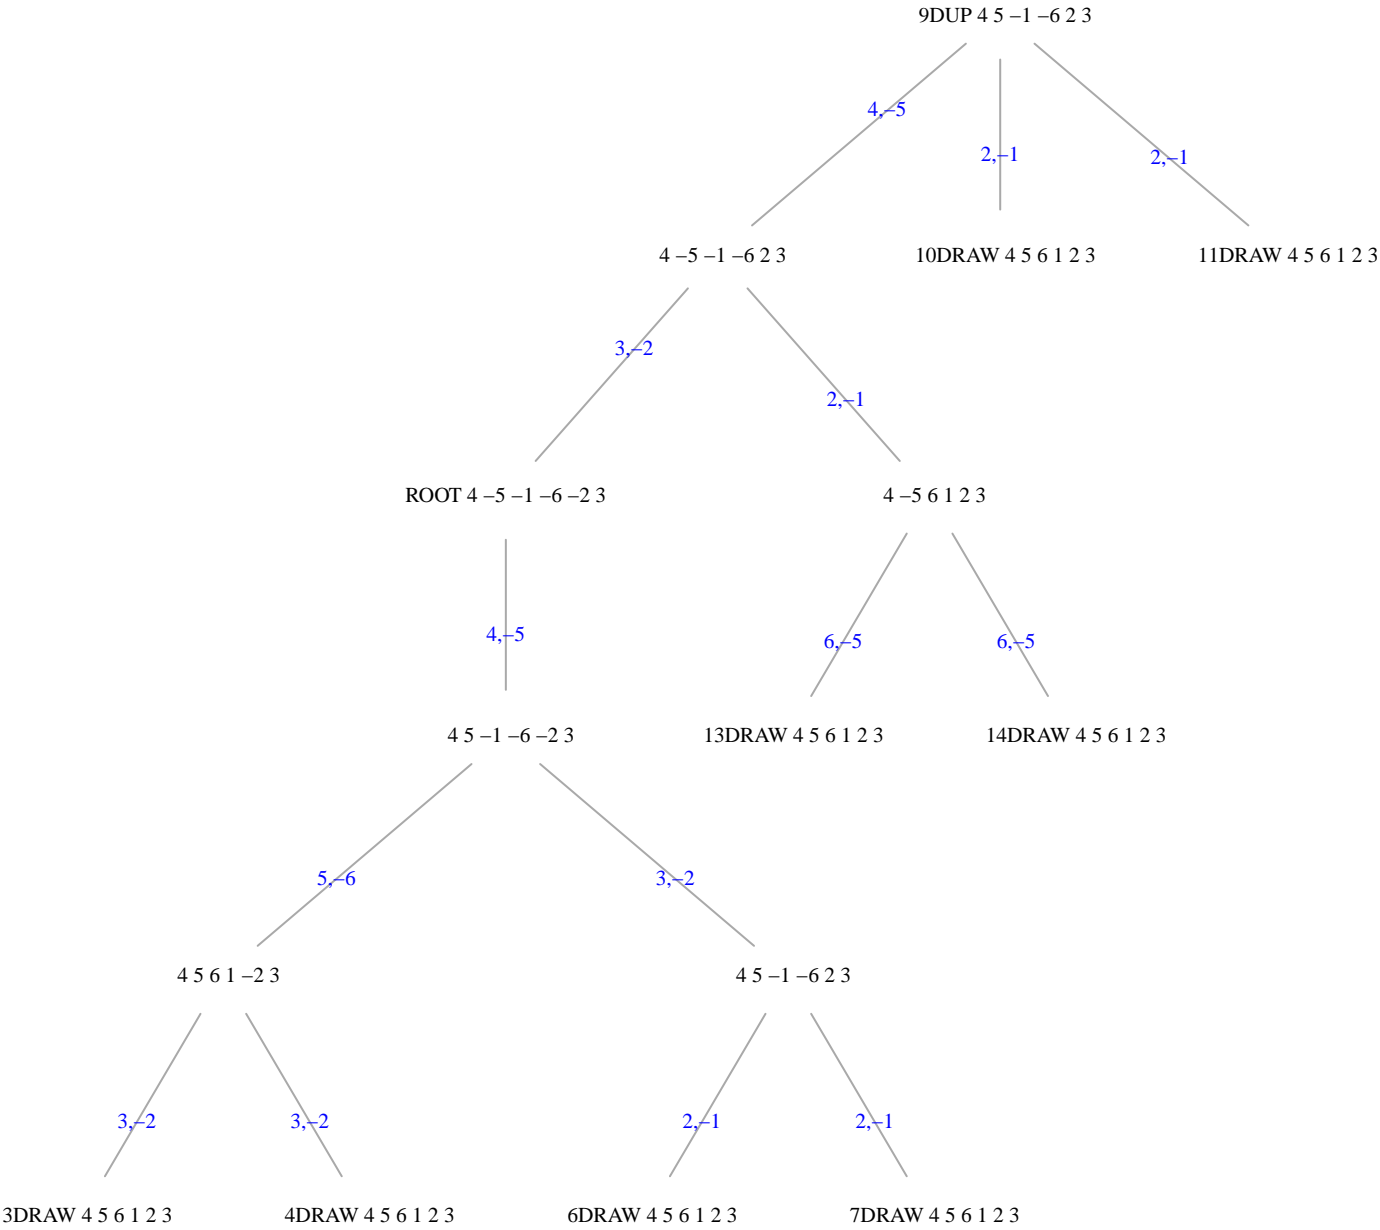 9DUP 4 5 –1 –6 2 3
4,–5
2,–1
2,–1
4 –5 –1 –6 2 3
10DRAW 4 5 6 1 2 3
11DRAW 4 5 6 1 2 3
3,–2
2,–1
ROOT 4 –5 –1 –6 –2 3
4 –5 6 1 2 3
4,–5
6,–5
6,–5
4 5 –1 –6 –2 3
13DRAW 4 5 6 1 2 3
14DRAW 4 5 6 1 2 3
5,–6
3,–2
4 5 6 1 –2 3
4 5 –1 –6 2 3
3,–2
3,–2
2,–1
2,–1
3DRAW 4 5 6 1 2 3
4DRAW 4 5 6 1 2 3
6DRAW 4 5 6 1 2 3
7DRAW 4 5 6 1 2 3